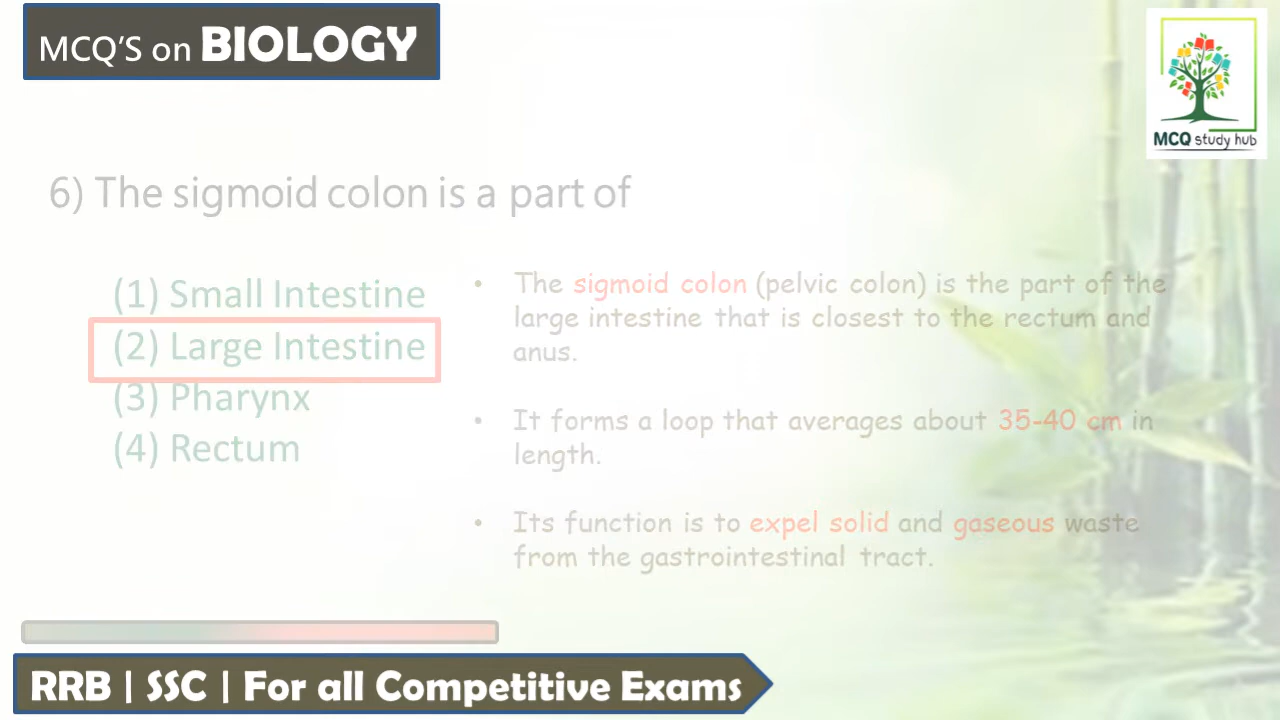 MCQ'S on BIOLOGY
MCQ study hub
6) The sigmoid colon is a part of
(1) Small Intestine
(2) Large Intestine
(3) Pharynx
(4) Rectum
• The sigmoid colon (pelvic colon) is the part of the
large intestine that is closest to the rectum and
anus.
• It forms a loop that averages about 35-40 cm in
length.
• Its function is to expel solid and gaseous waste
from the gastrointestinal tract.
RRB | SSC | For all Competitive Exams